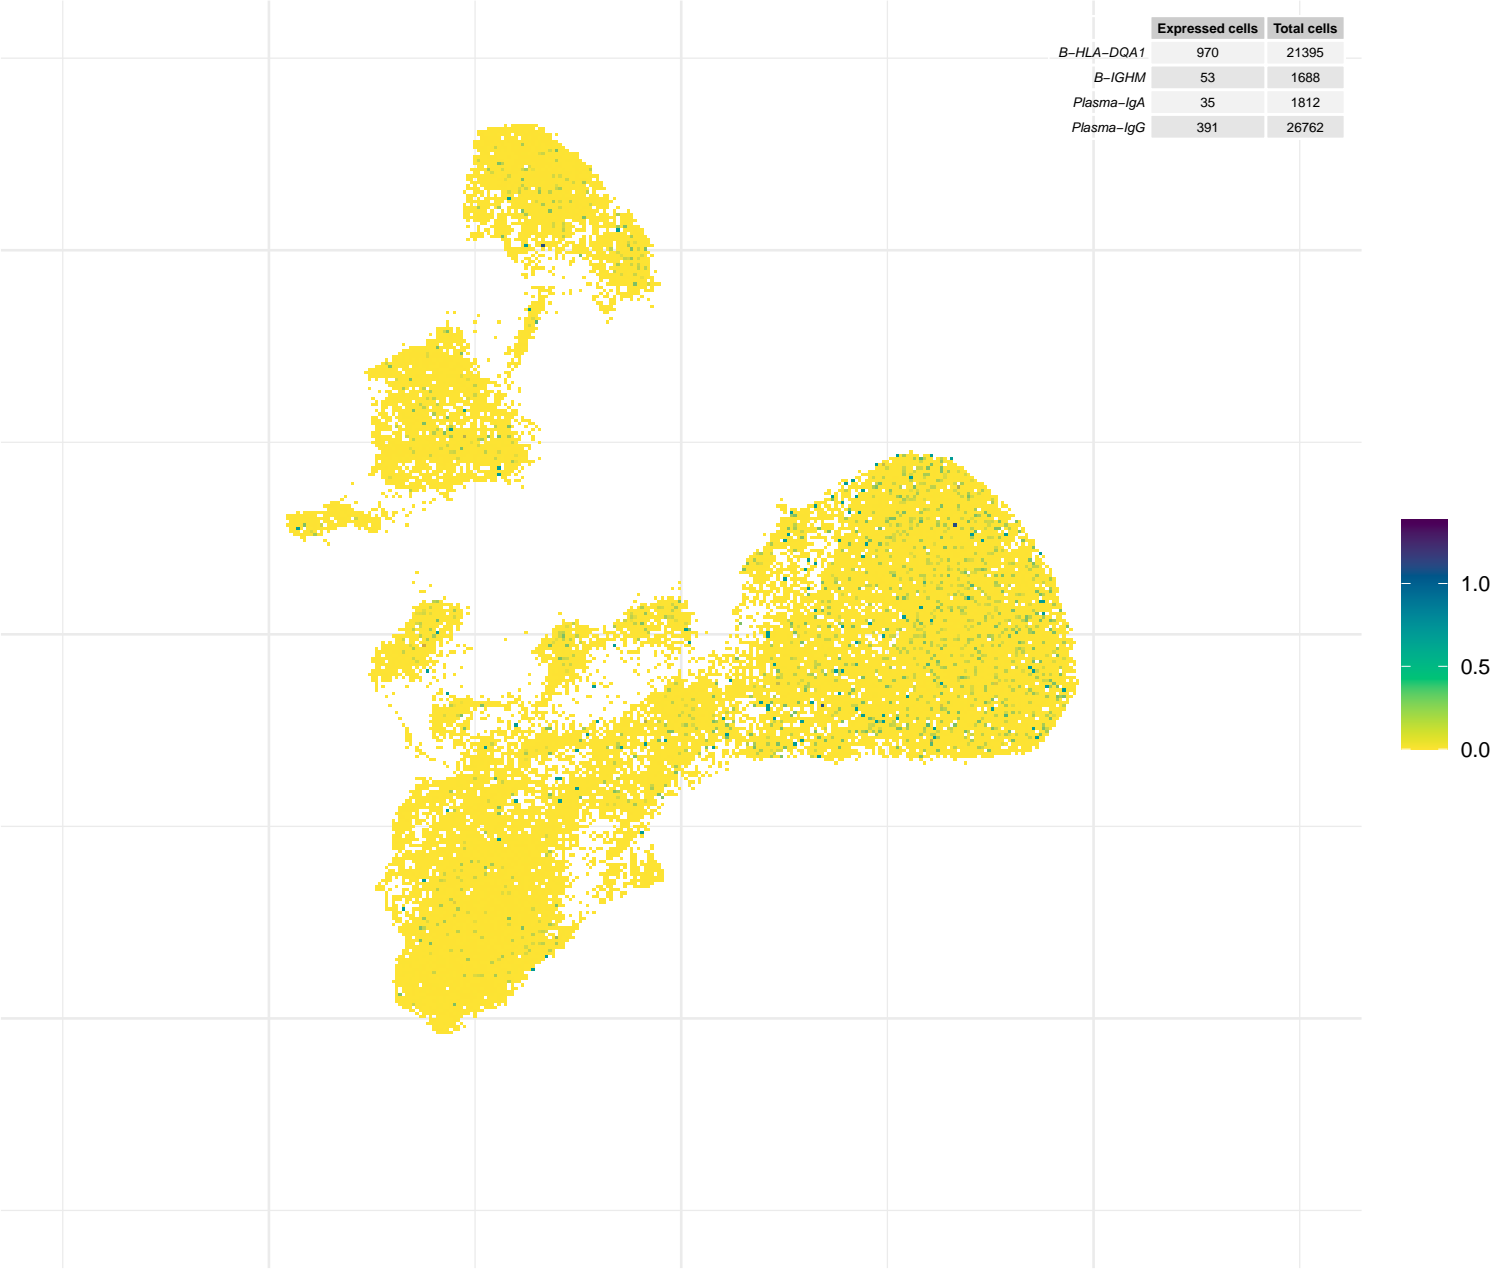 Expressed cells Total cells
B−HLA−DQA1 970 21395
B−IGHM 53 1688
Plasma−IgA 35 1812
Plasma−IgG 391 26762
1.0
0.5
0.0